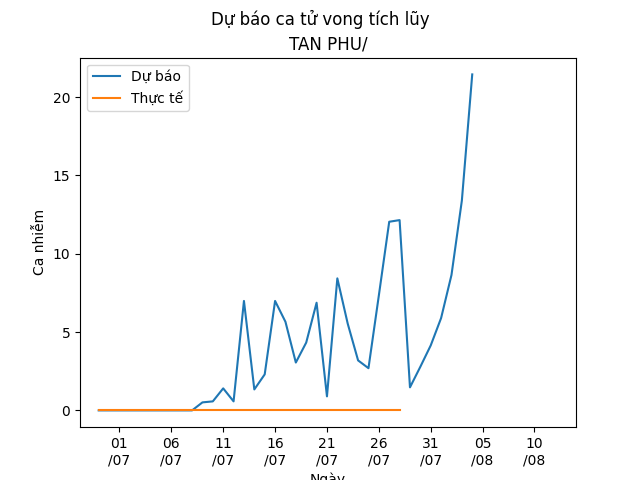 Dự báo ca tử vong tích lũy
TAN PHU/
Dự báo
Thực tế
Ca nhiễm
20
15
10
5
0
01 06 11 16 21 26 31 05 10
/07 /07 /07 /07 /07 /07 /07 /08 /08
Ngày